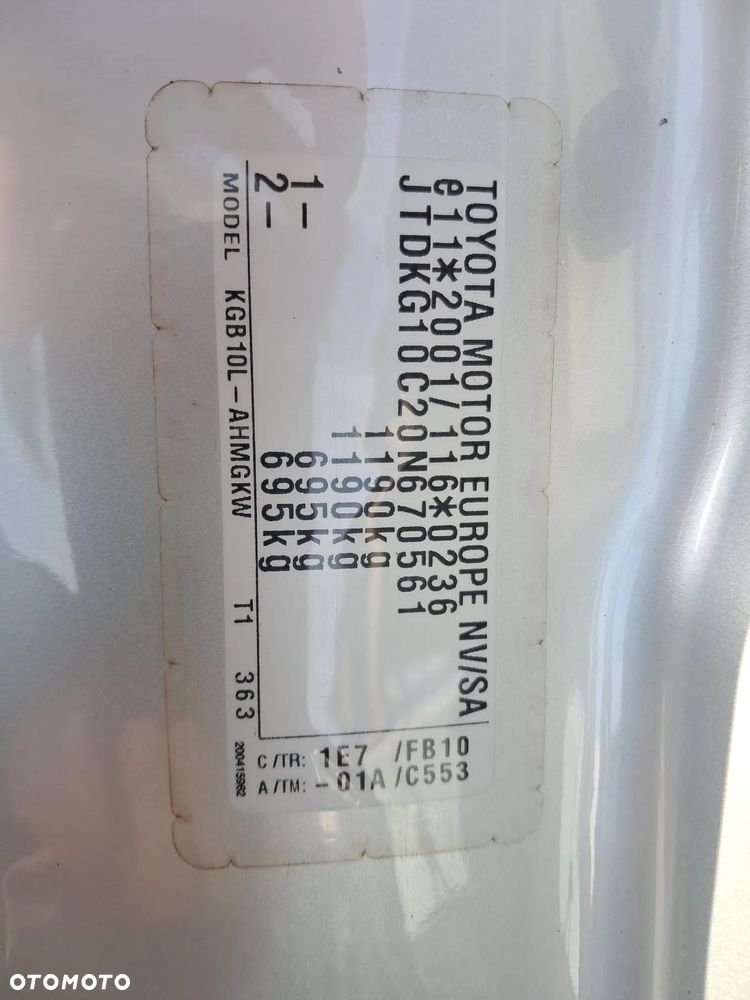 TOYOTA MOTOR EUROPE NV/SA
e11*2001/116*0236
JTDKG10C20N670561
1190kg
1190kg
1– 695kg
2– 695kg
C/TR: 1E7 /FB10
A/TM: –01A /C553
MODEL KGB10L–AHMGKW T1 363
200415962
OTOMOTO